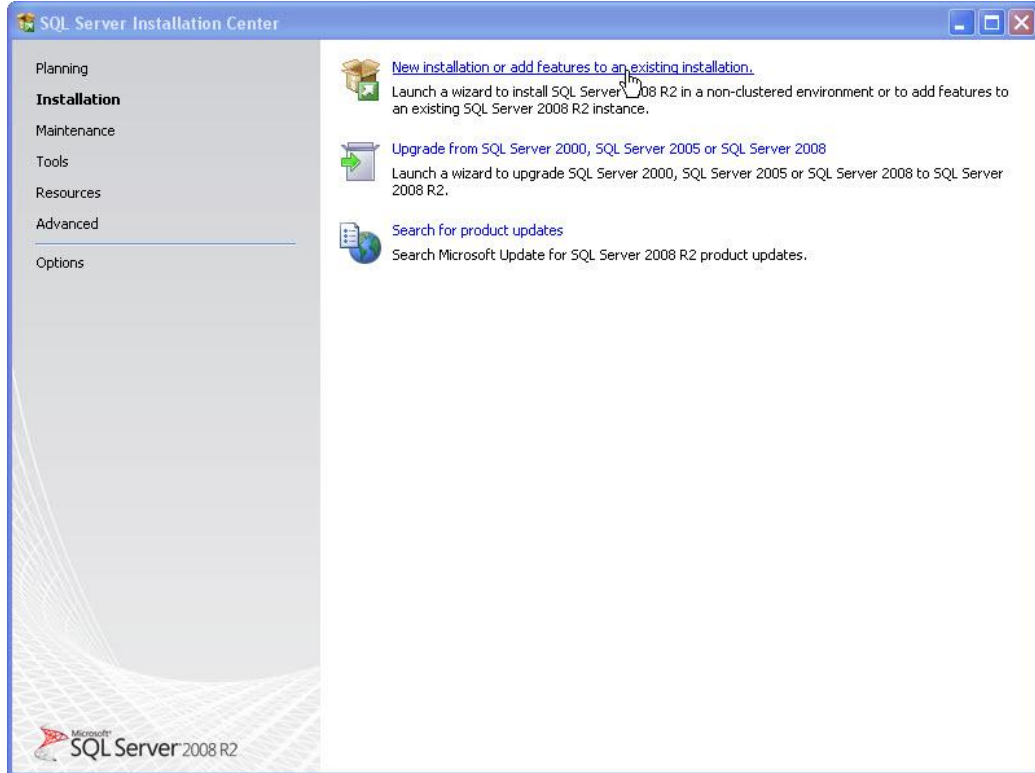 SQL Server Installation Center
Planning
Installation
Maintenance
Tools
Resources
Advanced
Options
New installation or add features to an existing installation.
Launch a wizard to install SQL Server 08 R2 in a non-clustered environment or to add features to
an existing SQL Server 2008 R2 instance.
Upgrade from SQL Server 2000, SQL Server 2005 or SQL Server 2008
Launch a wizard to upgrade SQL Server 2000, SQL Server 2005 or SQL Server 2008 to SQL Server
2008 R2.
Search for product updates
Search Microsoft Update for SQL Server 2008 R2 product updates.
Microsoft®
SQL Server®2008 R2